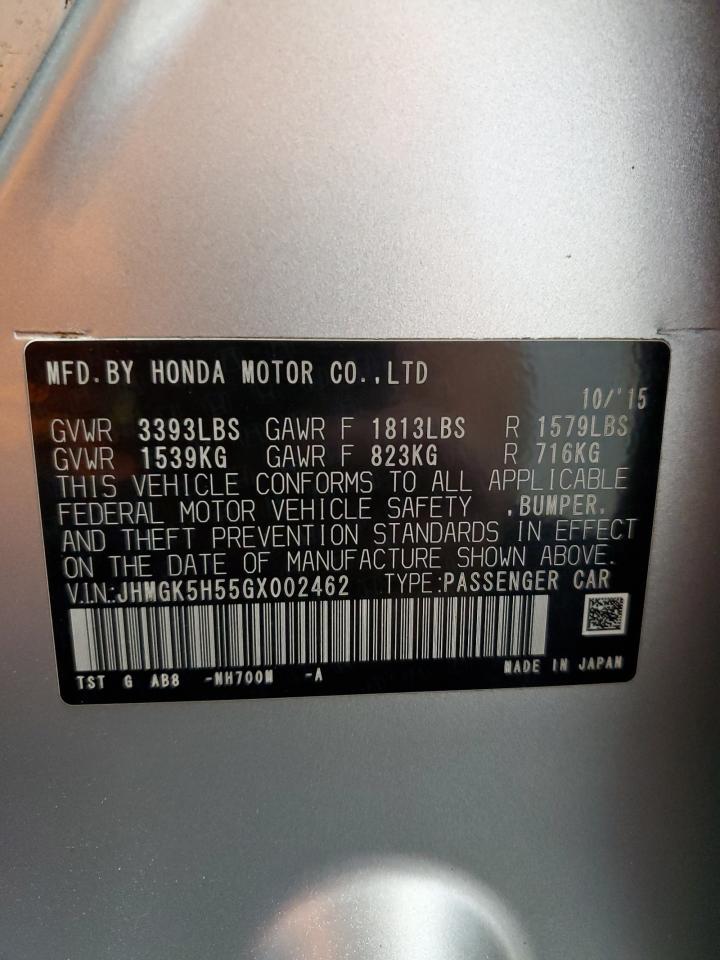 MFD. BY HONDA MOTOR CO.,LTD
10/'15
GVWR 3393LBS GAWR F 1813LBS R 1579LBS
GVWR 1539KG GAWR F 823KG R 716KG
THIS VEHICLE CONFORMS TO ALL APPLICABLE
FEDERAL MOTOR VEHICLE SAFETY ,BUMPER,
AND THEFT PREVENTION STANDARDS IN EFFECT
ON THE DATE OF MANUFACTURE SHOWN ABOVE.
V.I.N.:JHMGK5H55GX002462 TYPE:PASSENGER CAR
TST G AB8 -NH700M -A
MADE IN JAPAN